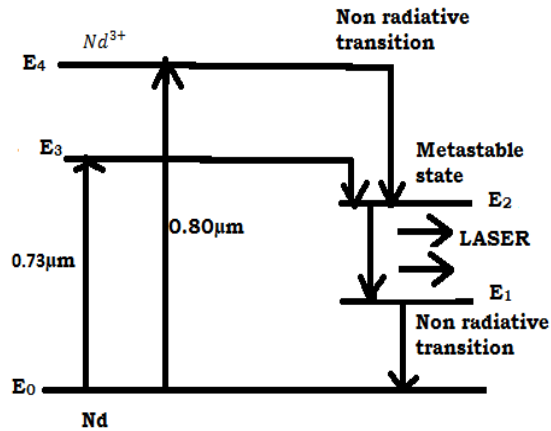 Nd³⁺
Non radiative
transition
E₄
E₃
Metastable
state
E₂
0.80μm
LASER
0.73μm
E₁
Non radiative
transition
E₀
Nd